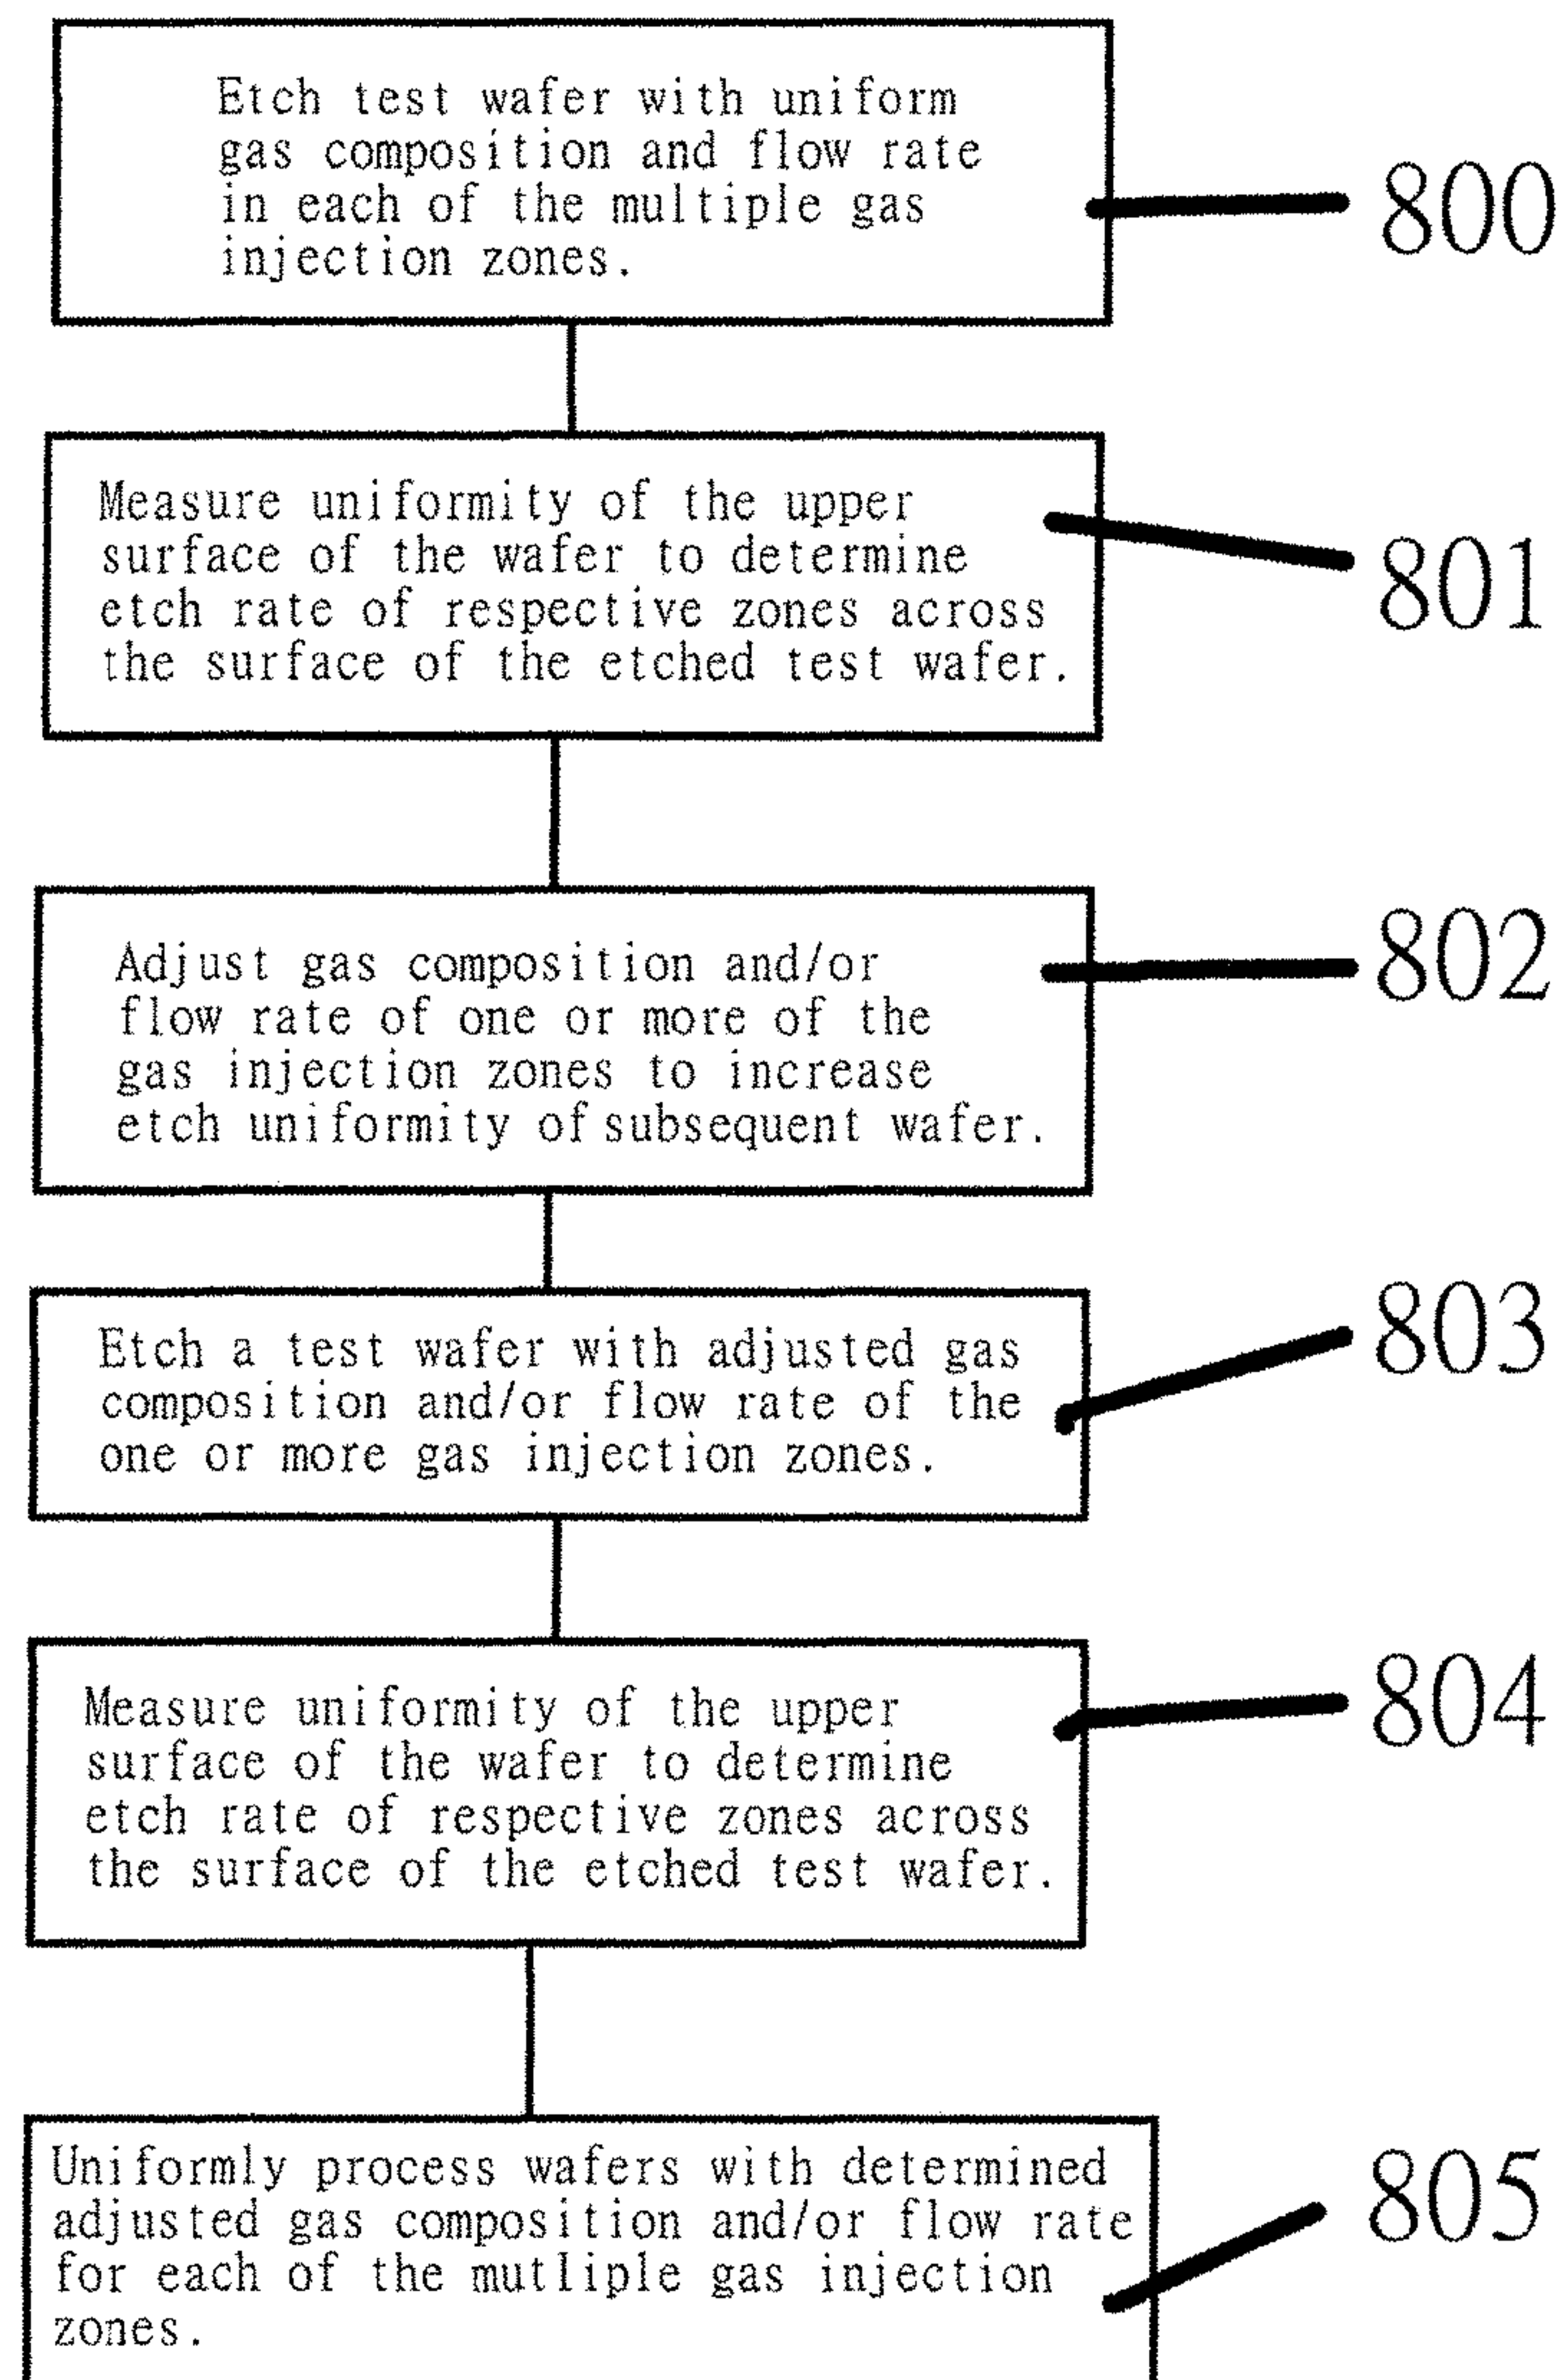 Etch test wafer with uniform
gas composition and flow rate
in each of the multiple gas
injection zones.
800
Measure uniformity of the upper
surface of the wafer to determine
etch rate of respective zones across
the surface of the etched test wafer.
801
Adjust gas composition and/or
flow rate of one or more of the
gas injection zones to increase
etch uniformity of subsequent wafer.
802
Etch a test wafer with adjusted gas
composition and/or flow rate of the
one or more gas injection zones.
803
Measure uniformity of the upper
surface of the wafer to determine
etch rate of respective zones across
the surface of the etched test wafer.
804
Uniformly process wafers with determined
adjusted gas composition and/or flow rate
for each of the mutliple gas injection
zones.
805